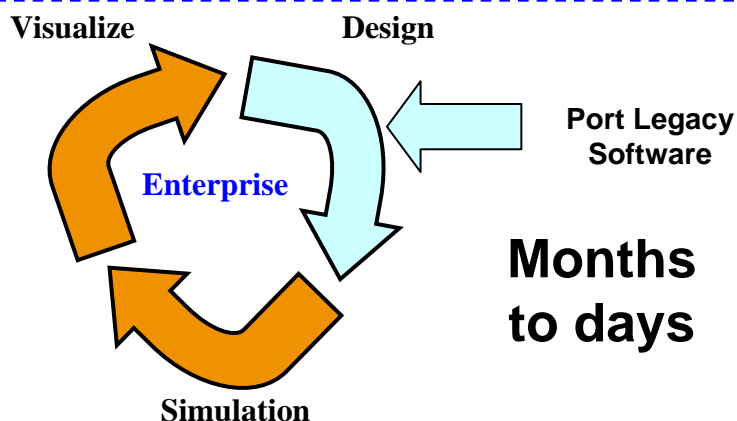 Visualize
Design
Port Legacy
Software
Enterprise
Months
to days
Simulation